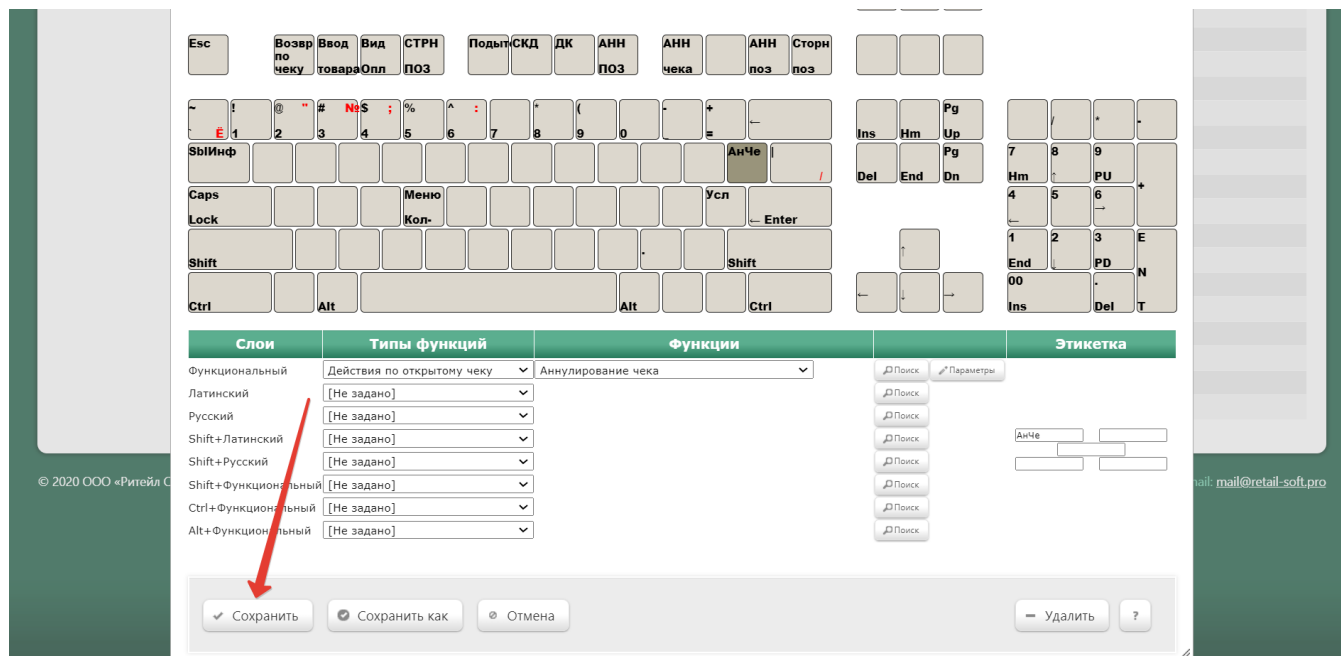 Esc Возвр Ввод Вид СТРН Подыт СКД ДК АНН АНН АНН Сторн
по
чеку товара Опл ПОЗ ПОЗ чека поз поз
~ ! @ " # № $ ; % ^ : * ( - + ← Pg / * -
` Ё 1 2 3 4 5 6 7 8 9 0 _ = Ins Hm Up
SblИнф АнЧе | / Pg 7 8 9
Del End Dn Hm ↑ PU +
Caps Меню Усл 4 5 6
Lock Кол- ← Enter ← →
Shift . Shift ↑ 1 2 3 E
End ↓ PD N
Ctrl Alt Alt Ctrl ← ↓ → 00 . T
Ins Del
Слои Типы функций Функции Этикетка
Функциональный Действия по открытому чеку Аннулирование чека Поиск Параметры
Латинский [Не задано] Поиск
Русский [Не задано] Поиск
Shift+Латинский [Не задано] Поиск АнЧе
Shift+Русский [Не задано] Поиск
Shift+Функциональный [Не задано] Поиск
Ctrl+Функциональный [Не задано] Поиск
Alt+Функциональный [Не задано] Поиск
© 2020 ООО «Ритейл С
mail: mail@retail-soft.pro
Сохранить Сохранить как Отмена Удалить ?